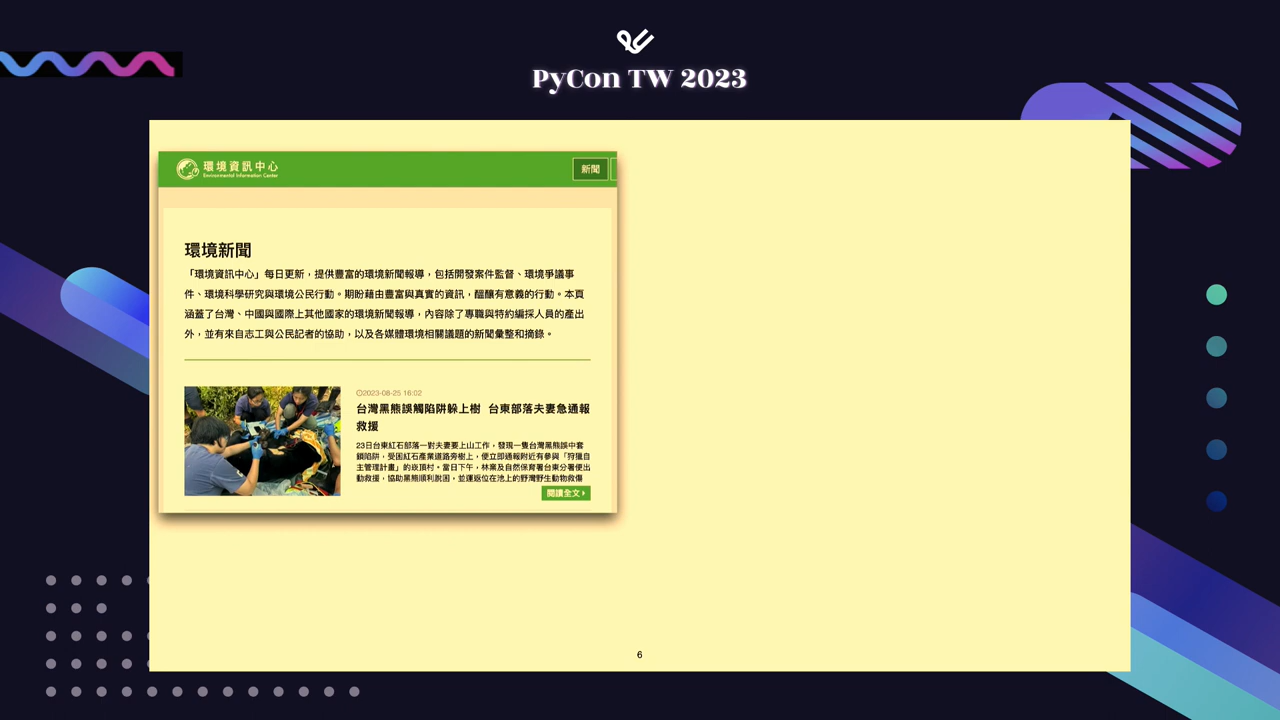 PyCon TW 2023
環境資訊中心
Environmental Information Center
新聞
環境新聞
「環境資訊中心」每日更新，提供豐富的環境新聞報導，包括開發案件監督、環境爭議事
件、環境科學研究與環境公民行動。期盼藉由豐富與真實的資訊，醞釀有意義的行動。本頁
涵蓋了台灣、中國與國際上其他國家的環境新聞報導，內容除了專職與特約編採人員的產出
外，並有來自志工與公民記者的協助，以及各媒體環境相關議題的新聞彙整和摘錄。
2023-08-25 16:02
台灣黑熊誤觸陷阱躲上樹 台東部落夫妻急通報
救援
23日台東紅石部落一對夫妻要上山工作，發現一隻台灣黑熊誤中套
鎖陷阱，受困紅石產業道路旁樹上，便立即通報附近有參與「狩獵自
主管理計畫」的崁頂村。當日下午，林業及自然保育署台東分署便出
動救援，協助黑熊順利脫困，並運返位在池上的野灣野生動物救傷
閱讀全文
6